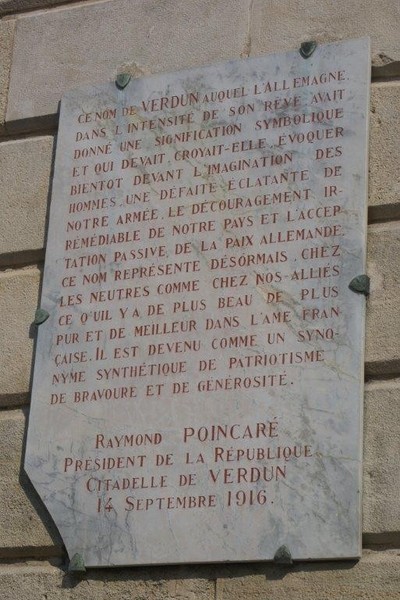 CE NOM DE VERDUN AUQUEL L'ALLEMAGNE.
DANS L'INTENSITÉ DE SON RÊVE AVAIT
DONNÉ UNE SIGNIFICATION SYMBOLIQUE
ET QUI DEVAIT, CROYAIT-ELLE, ÉVOQUER
BIENTOT DEVANT L'IMAGINATION DES
HOMMES, UNE DÉFAITE ÉCLATANTE DE
NOTRE ARMÉE, LE DÉCOURAGEMENT IR-
RÉMÉDIABLE DE NOTRE PAYS ET L'ACCEP-
TATION PASSIVE, DE LA PAIX ALLEMANDE,
CE NOM REPRÉSENTE DÉSORMAIS, CHEZ
LES NEUTRES COMME CHEZ NOS-ALLIÉS
CE QU'IL Y A DE PLUS BEAU DE PLUS
PUR ET DE MEILLEUR DANS L'AME FRAN-
ÇAISE. IL EST DEVENU COMME UN SYNO-
NYME SYNTHÉTIQUE DE PATRIOTISME
DE BRAVOURE ET DE GÉNÉROSITÉ.
RAYMOND POINCARÉ
PRÉSIDENT DE LA RÉPUBLIQUE
CITADELLE DE VERDUN
14 SEPTEMBRE 1916.